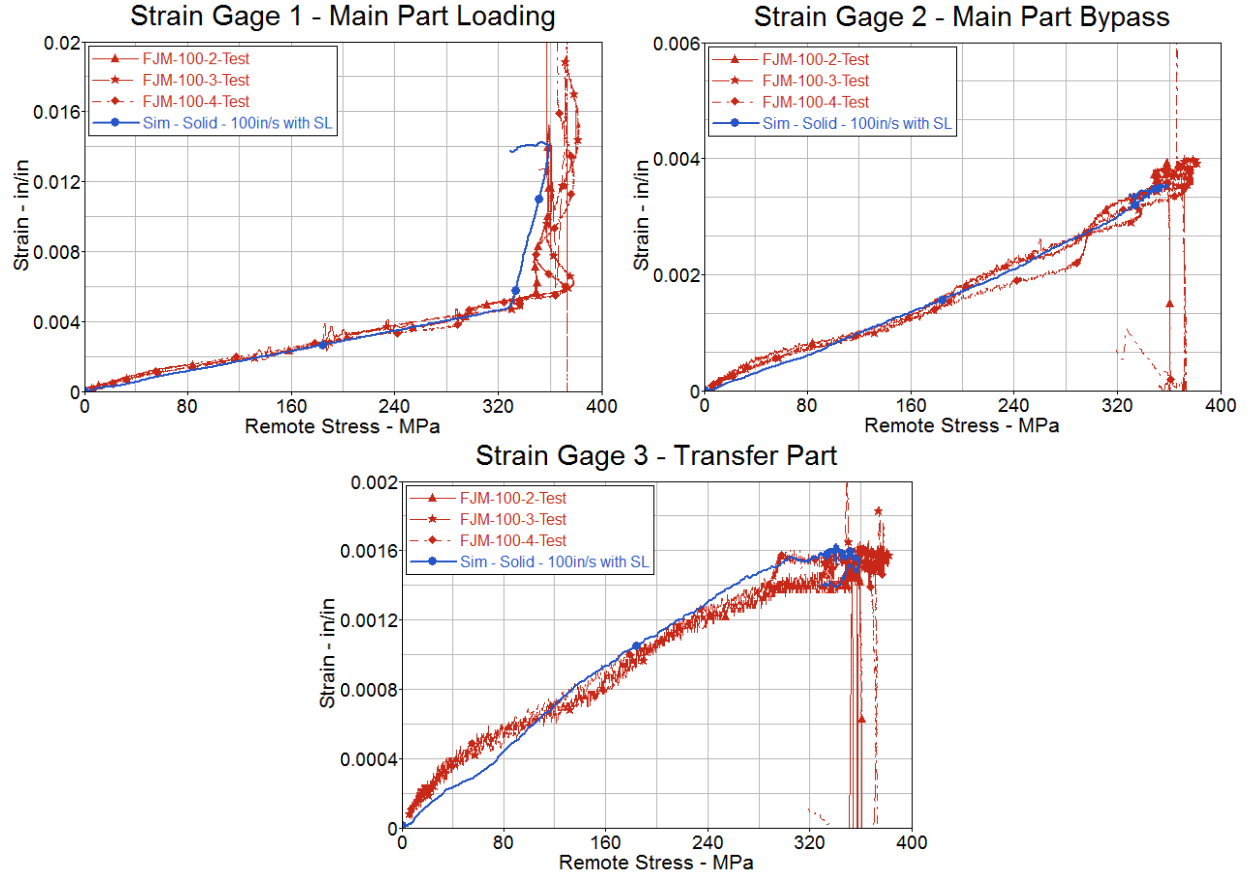 Strain Gage 1 - Main Part Loading
0.02
0.016
0.012
0.008
0.004
0
Strain - in/in
FJM-100-2-Test
FJM-100-3-Test
FJM-100-4-Test
Sim - Solid - 100in/s with SL
0
80
160
240
320
400
Remote Stress - MPa
Strain Gage 2 - Main Part Bypass
0.006
0.004
0.002
0
Strain - in/in
FJM-100-2-Test
FJM-100-3-Test
FJM-100-4-Test
Sim - Solid - 100in/s with SL
0
80
160
240
320
400
Remote Stress - MPa
Strain Gage 3 - Transfer Part
0.002
0.0016
0.0012
0.0008
0.0004
0
Strain - in/in
FJM-100-2-Test
FJM-100-3-Test
FJM-100-4-Test
Sim - Solid - 100in/s with SL
0
80
160
240
320
400
Remote Stress - MPa